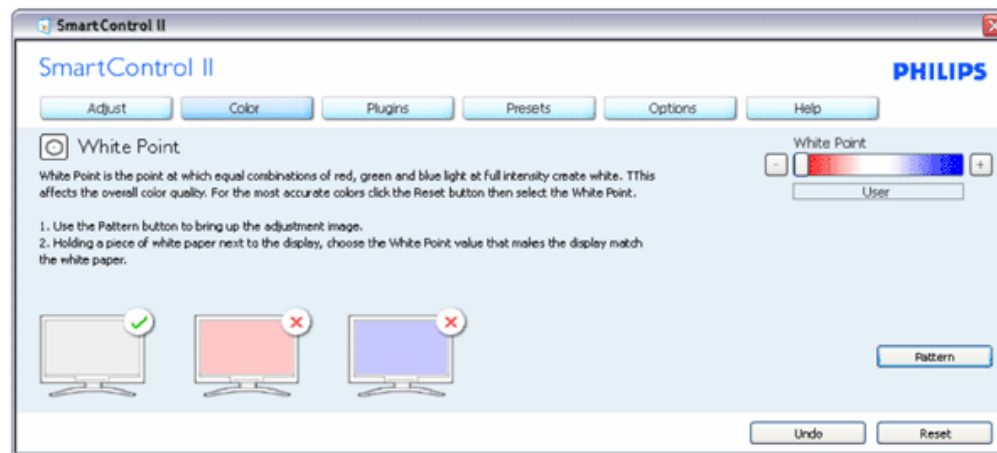 SmartControl II
SmartControl II
PHILIPS
Adjust Color Plugins Presets Options Help
White Point
White Point is the point at which equal combinations of red, green and blue light at full intensity create white. TThis
affects the overall color quality. For the most accurate colors click the Reset button then select the White Point.
1. Use the Pattern button to bring up the adjustment image.
2. Holding a piece of white paper next to the display, choose the White Point value that makes the display match
the white paper.
White Point
- +
User
Pattern
Undo Reset